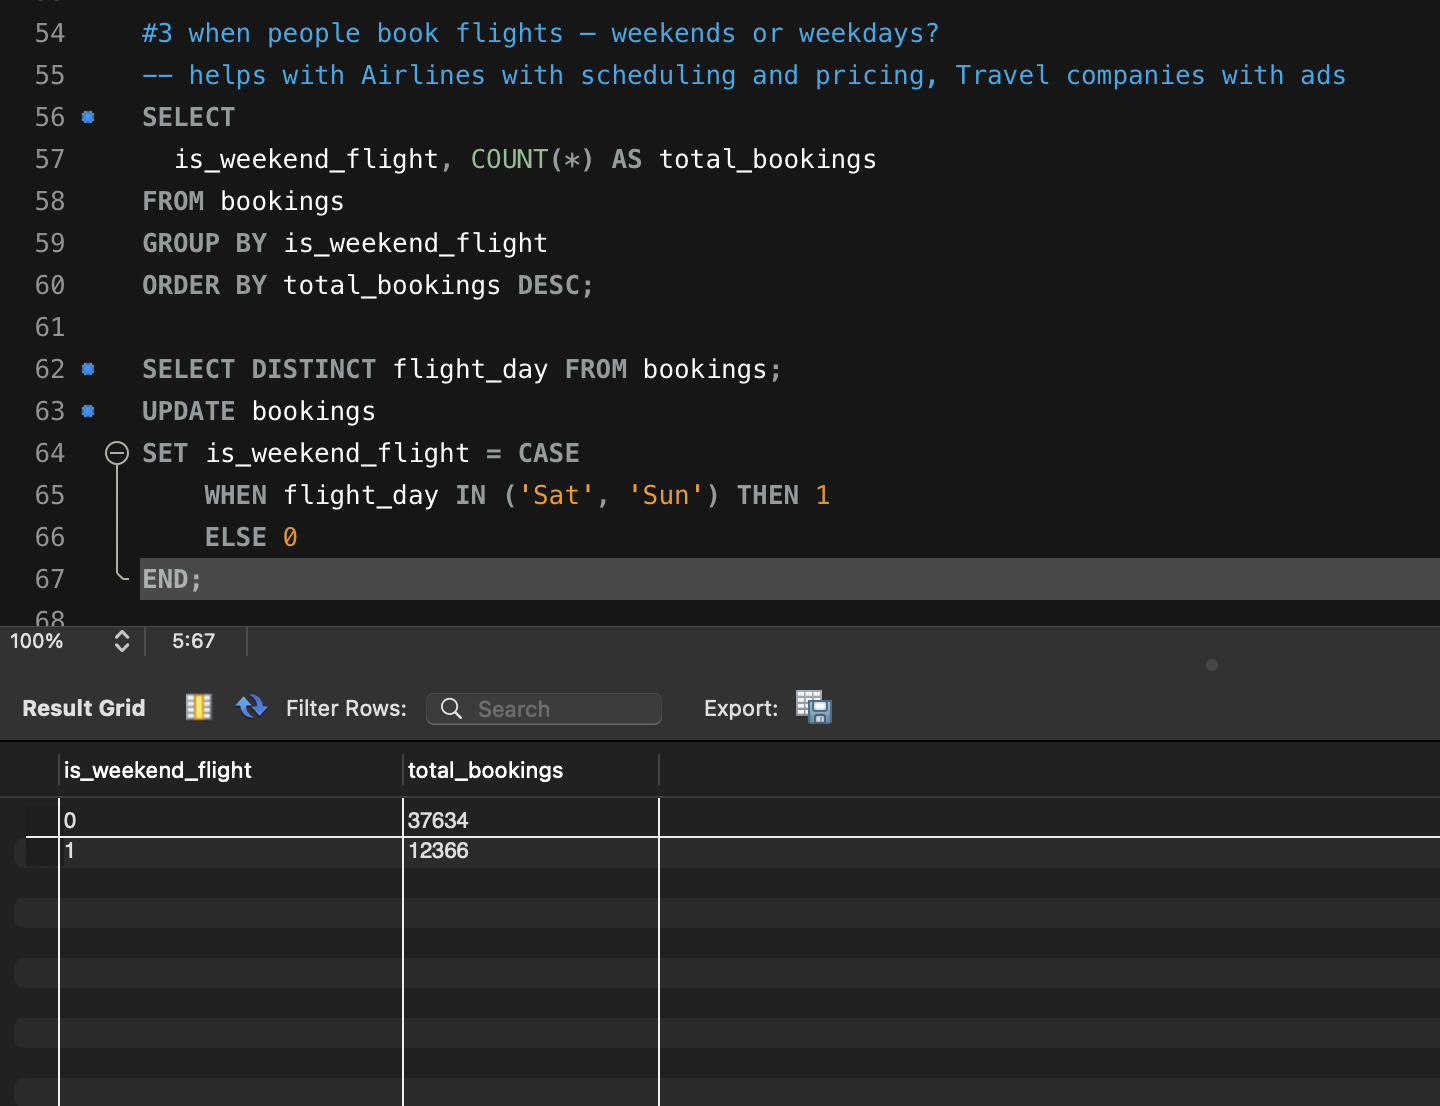 54 #3 when people book flights – weekends or weekdays?
55 -- helps with Airlines with scheduling and pricing, Travel companies with ads
56 SELECT
57 is_weekend_flight, COUNT(*) AS total_bookings
58 FROM bookings
59 GROUP BY is_weekend_flight
60 ORDER BY total_bookings DESC;
61
62 SELECT DISTINCT flight_day FROM bookings;
63 UPDATE bookings
64 SET is_weekend_flight = CASE
65 WHEN flight_day IN ('Sat', 'Sun') THEN 1
66 ELSE 0
67 END;
68
100% 5:67
Result Grid Filter Rows: Search Export:
is_weekend_flight total_bookings
0 37634
1 12366